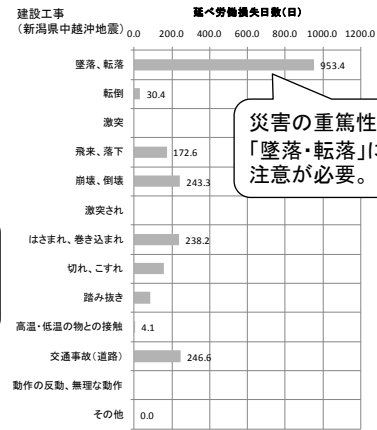 建設工事
(新潟県中越沖地震)
延べ労働損失日数(日)
0.0 200.0 400.0 600.0 800.0 1000.0 1200.0
墜落、転落 953.4
転倒 30.4
激突
飛来、落下 172.6
崩壊、倒壊 243.3
激突され
はさまれ、巻き込まれ 238.2
切れ、こすれ
踏み抜き
高温・低温の物との接触 4.1
交通事故(道路) 246.6
動作の反動、無理な動作
その他 0.0
災害の重篤性
「墜落・転落」に
注意が必要。